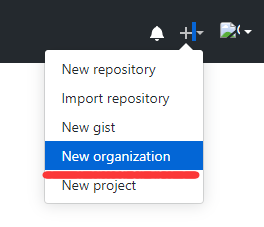 New repository
Import repository
New gist
New organization
New project